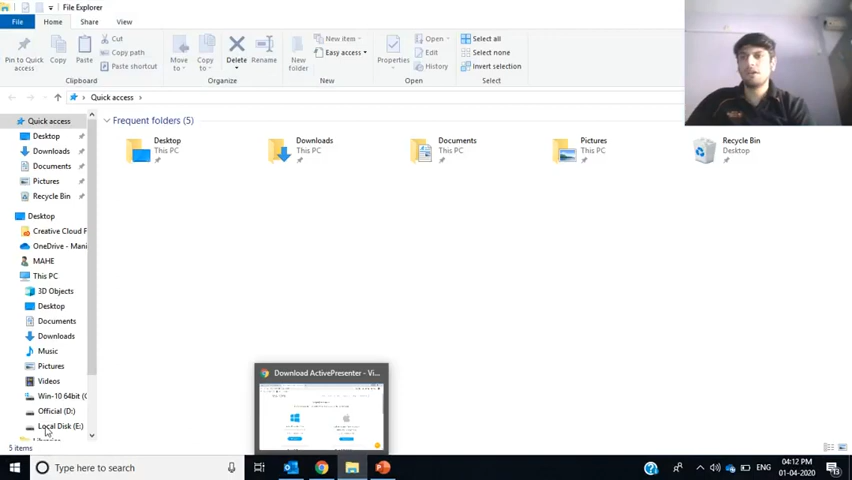 File Explorer
File Home Share View
Pin to Quick access
Copy
Paste
Cut
Copy path
Paste shortcut
Clipboard
Move to
Copy to
Delete
Rename
Organize
New folder
New item
Easy access
New
Properties
Open
Edit
History
Open
Select all
Select none
Invert selection
Select
Quick access
Frequent folders (5)
Desktop
This PC
Downloads
This PC
Documents
This PC
Pictures
This PC
Recycle Bin
Desktop
Quick access
Desktop
Downloads
Documents
Pictures
Recycle Bin
Desktop
Creative Cloud F
OneDrive - Mani
MAHE
This PC
3D Objects
Desktop
Documents
Downloads
Music
Pictures
Videos
Win-10 64bit (C
Official (D:)
Local Disk (E:)
5 items
Download ActivePresenter - Vi...
Type here to search
ENG
04:12 PM
01-04-2020
13